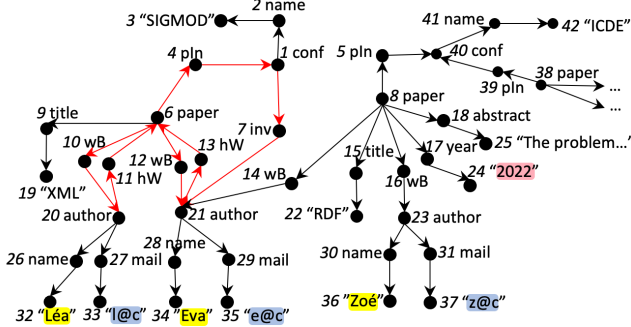 2 name
3 “SIGMOD”
41 name
42 “ICDE”
4 pIn
1 conf
5 pIn
40 conf
39 pIn
38 paper
...
...
9 title
6 paper
8 paper
7 inv
18 abstract
10 wB
13 hW
12 wB
11 hW
14 wB
15 title
17 year
25 “The problem...”
16 wB
24 “2022”
19 “XML”
20 author
21 author
22 “RDF”
23 author
28 name
26 name
27 mail
29 mail
30 name
31 mail
32 “Léa”
33 “l@c”
34 “Eva”
35 “e@c”
36 “Zoé”
37 “z@c”